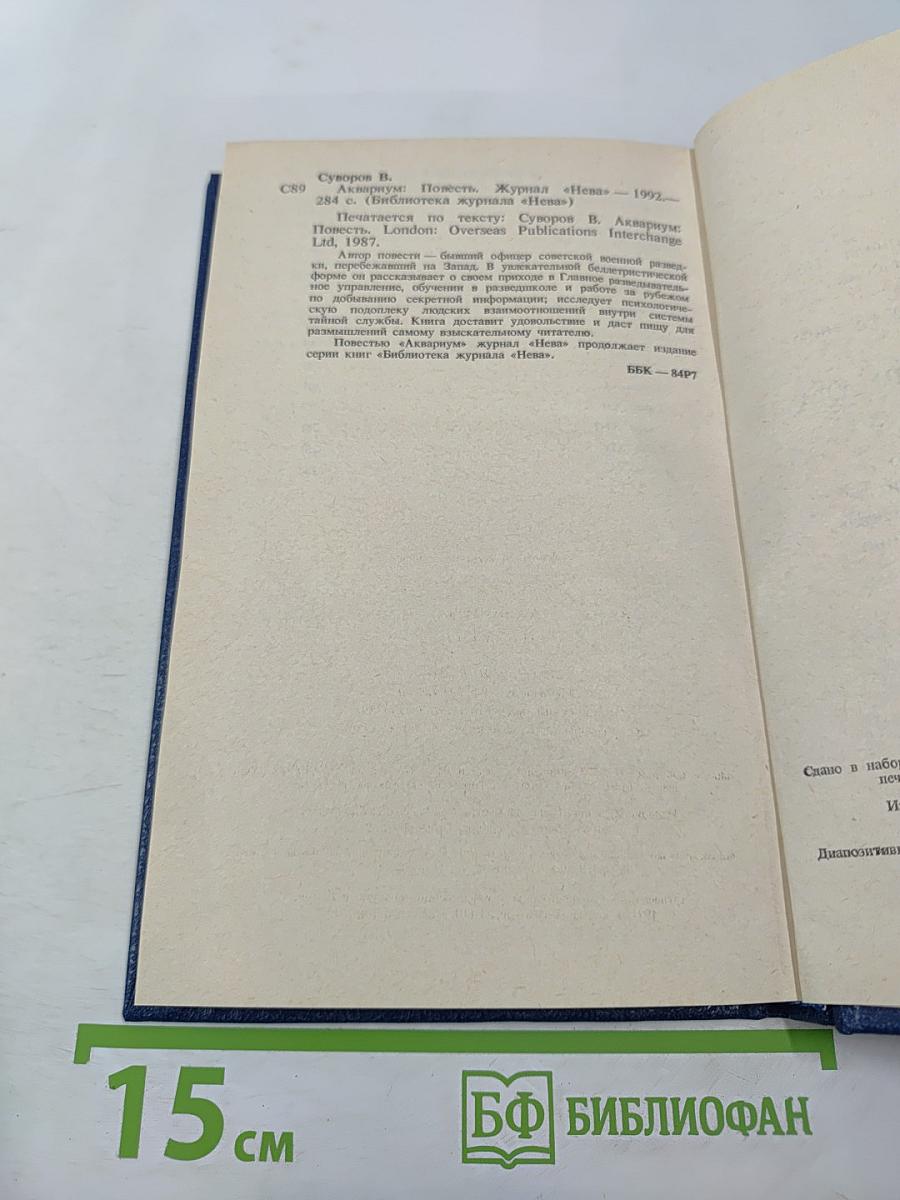 Суворов В.
С89 Аквариум: Повесть. Журнал «Нева» — 1992.—
284 с. (Библиотека журнала «Нева»)
Печатается по тексту: Суворов В. Аквариум:
Повесть. London: Overseas Publications Interchange
Ltd, 1987.
Автор повести — бывший офицер советской военной развед-
ки, перебежавший на Запад. В увлекательной беллетристической
форме он рассказывает о своем приходе в Главное разведыватель-
ное управление, обучении в разведшколе и работе за рубежом
по добыванию секретной информации; исследует психологиче-
скую подоплеку людских взаимоотношений внутри системы
тайной службы. Книга доставит удовольствие и даст пищу для
размышлений самому взыскательному читателю.
Повестью «Аквариум» журнал «Нева» продолжает издание
серии книг «Библиотека журнала «Нева».
ББК — 84Р7
Сдано в набор
печ
И
Диапозитивы
15 см
БФ БИБЛИОФАН